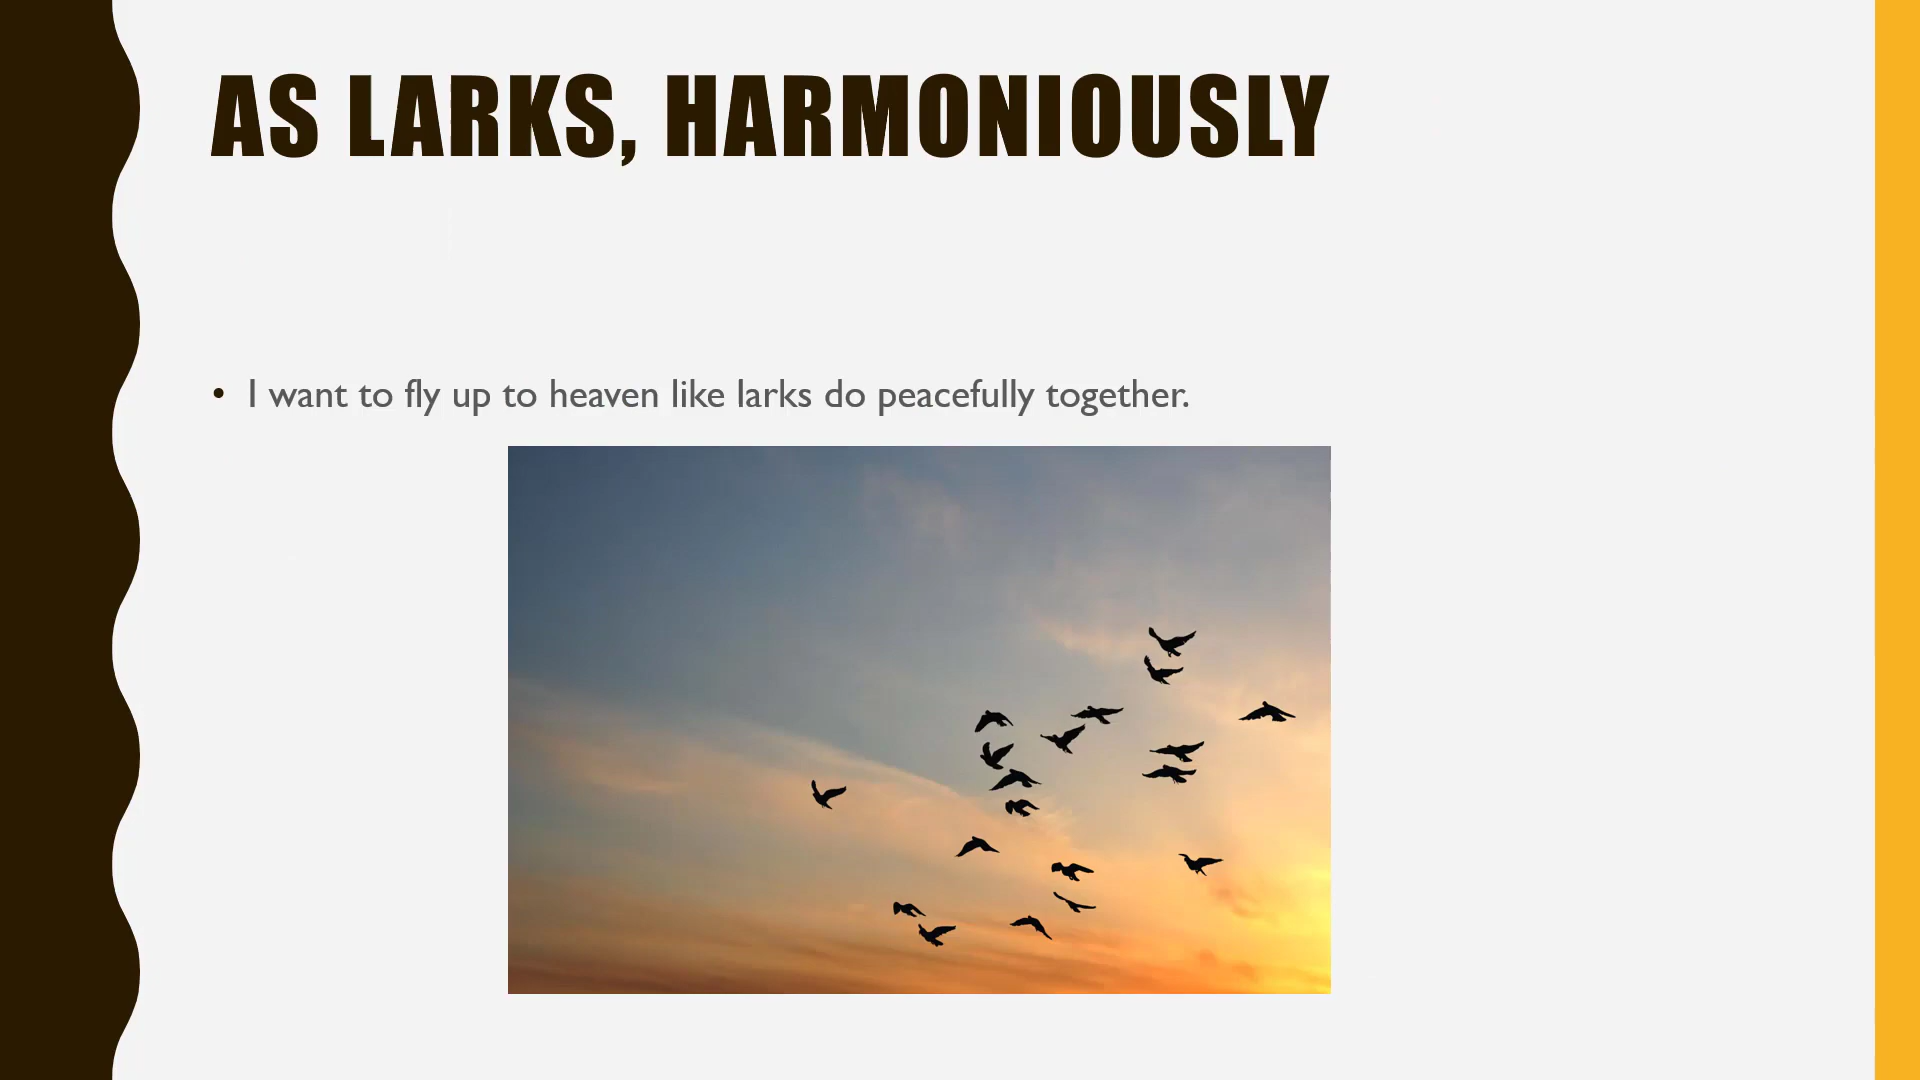 AS LARKS, HARMONIOUSLY
• I want to fly up to heaven like larks do peacefully together.